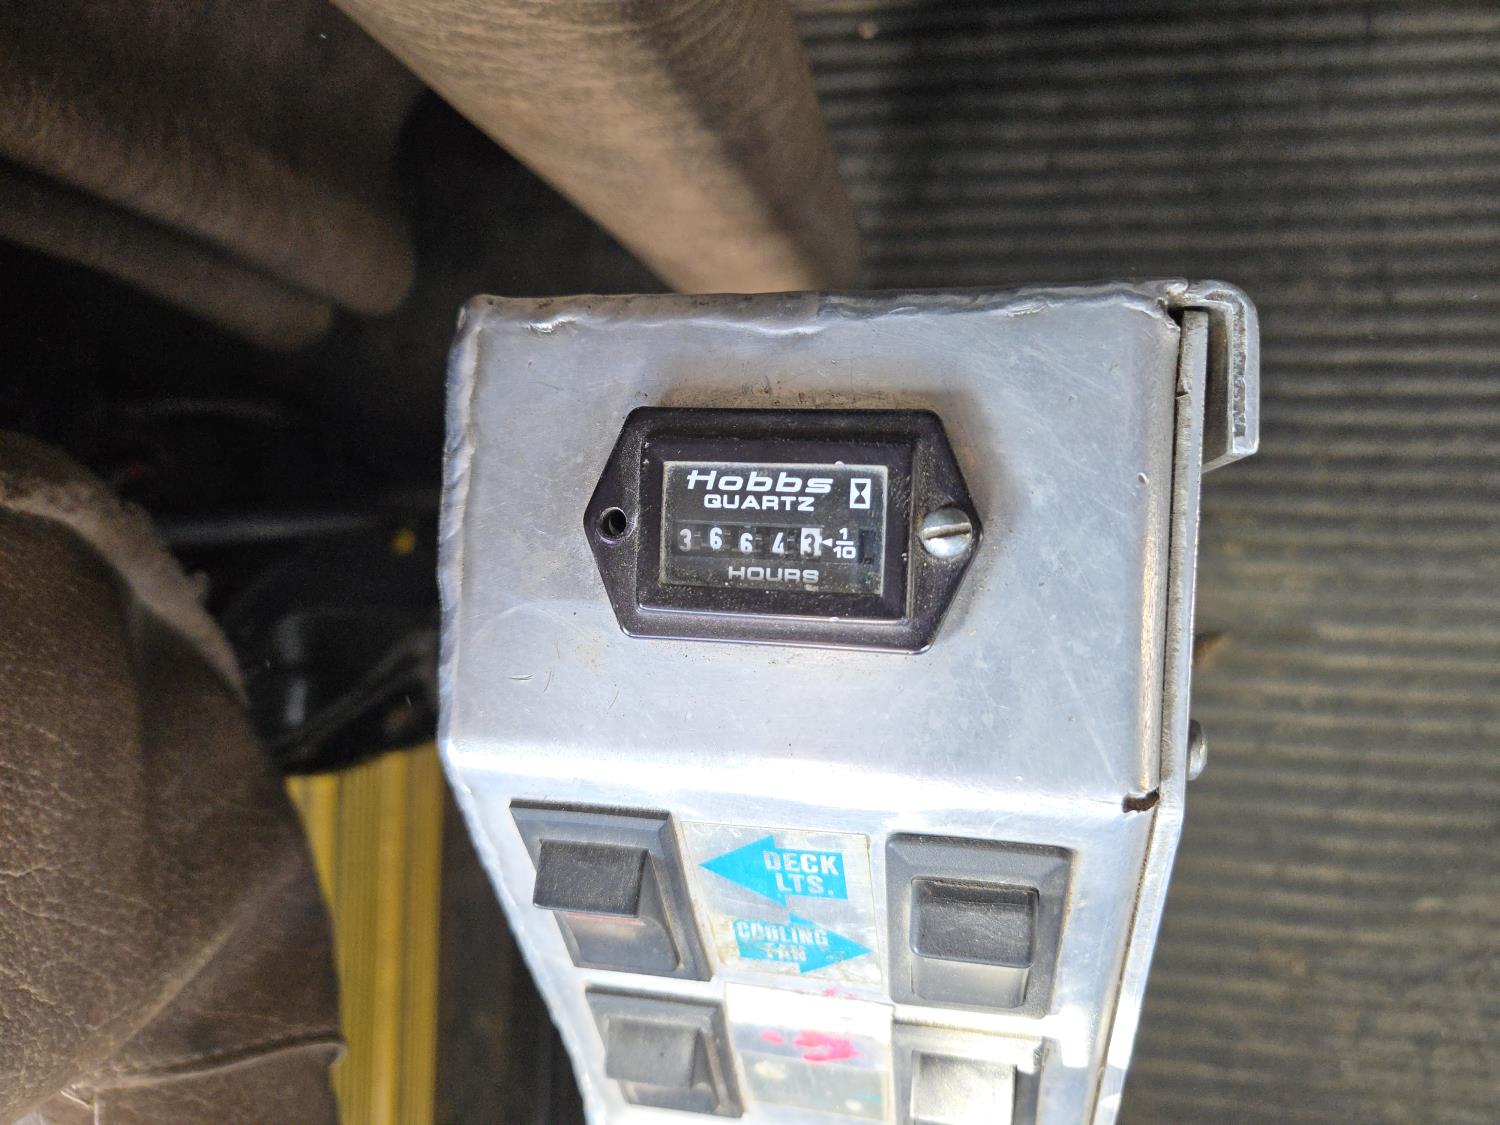 Hobbs
QUARTZ
3 6 6 4 3 1/10
HOURS
DECK
LTS.
COOLING
FAN